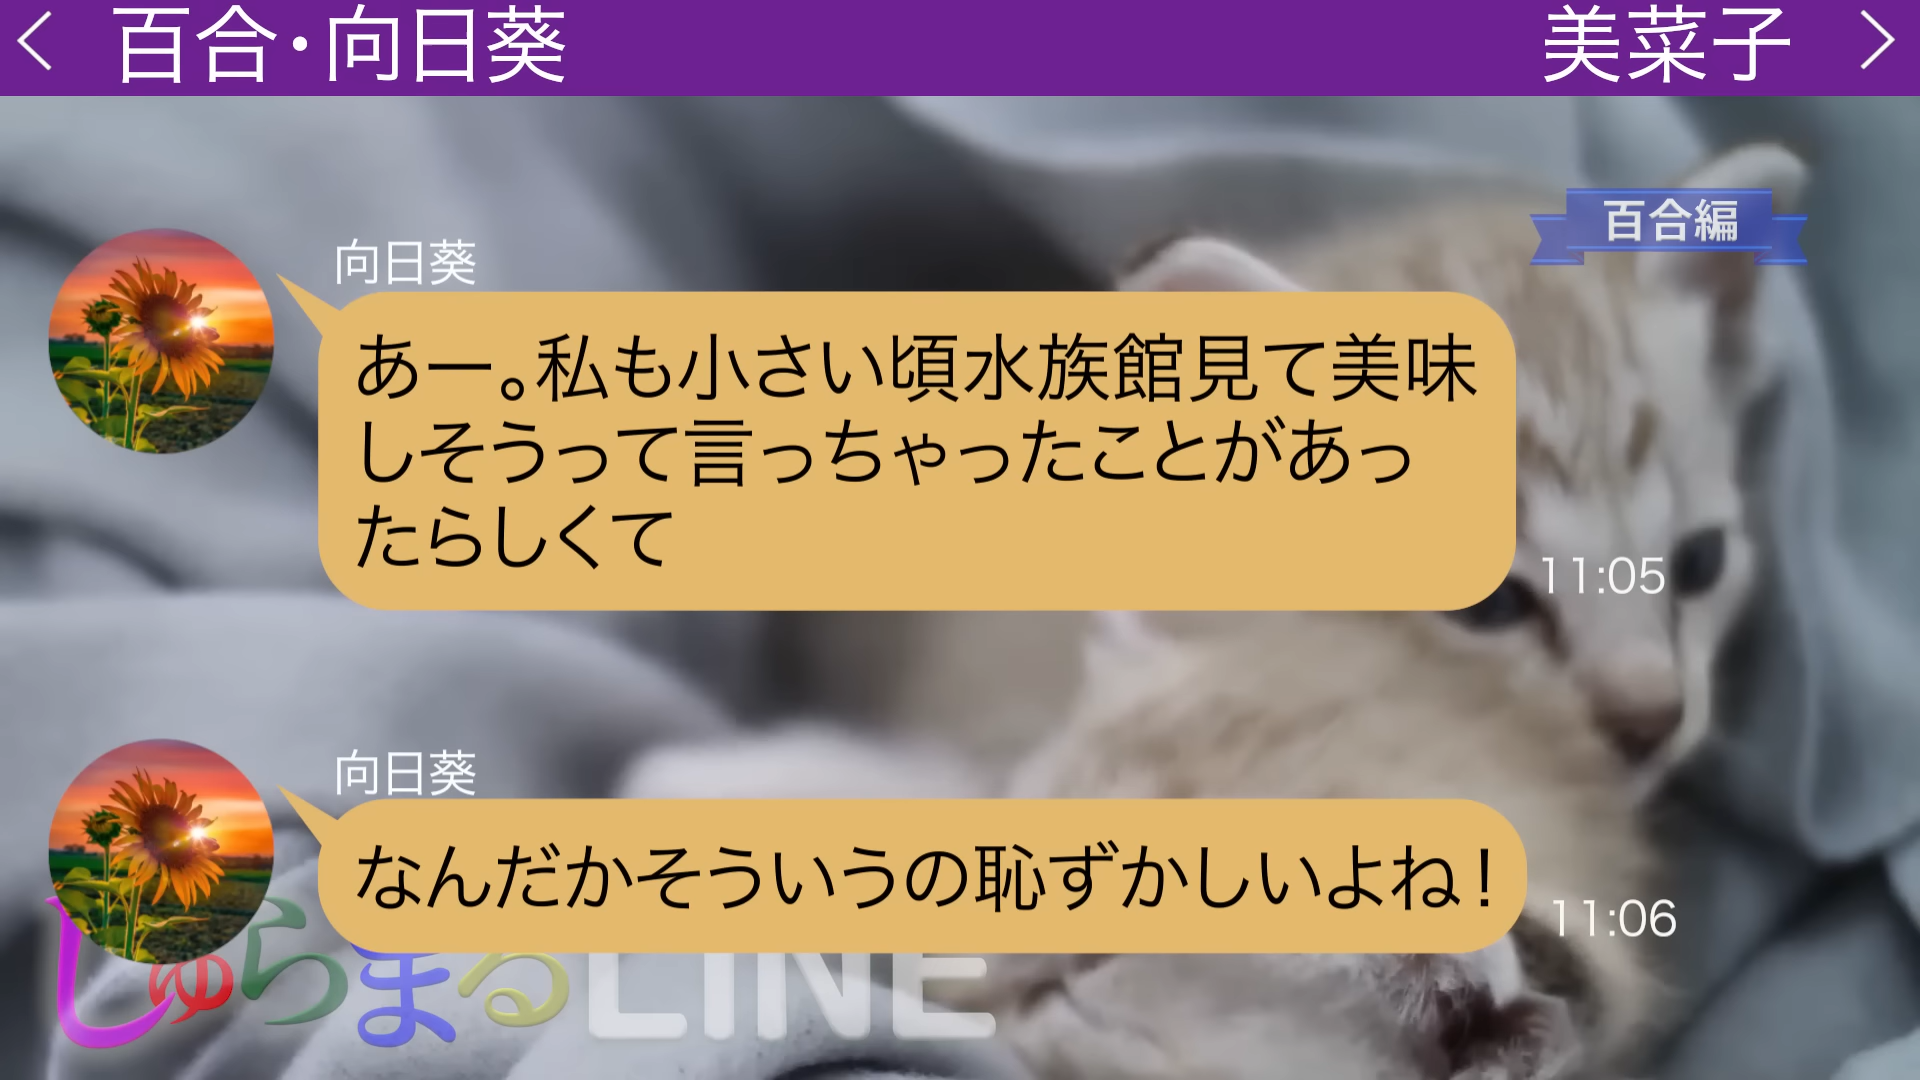 百合・向日葵
美菜子
百合編
向日葵
あー。私も小さい頃水族館見て美味
しそうって言っちゃったことがあっ
たらしくて
11:05
向日葵
なんだかそういうの恥ずかしいよね！
11:06
しゅらまるLINE